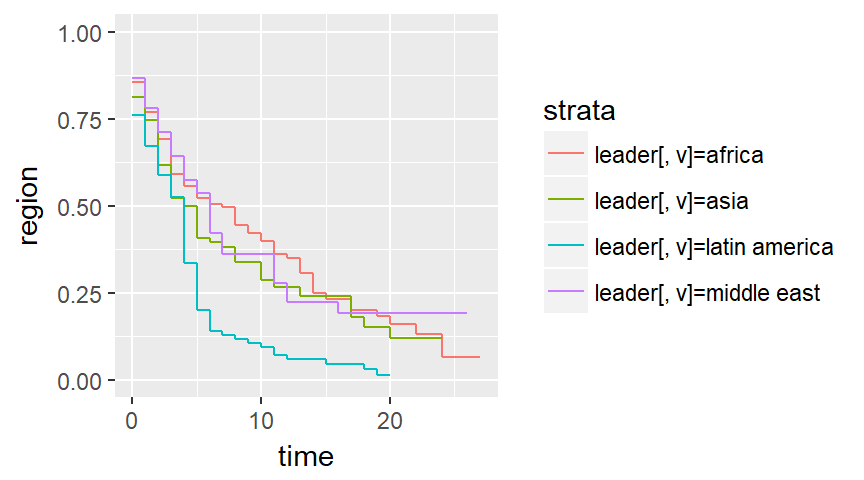 1.00
0.75
0.50
0.25
0.00
region
0
10
20
time
strata
leader[, v]=africa
leader[, v]=asia
leader[, v]=latin america
leader[, v]=middle east